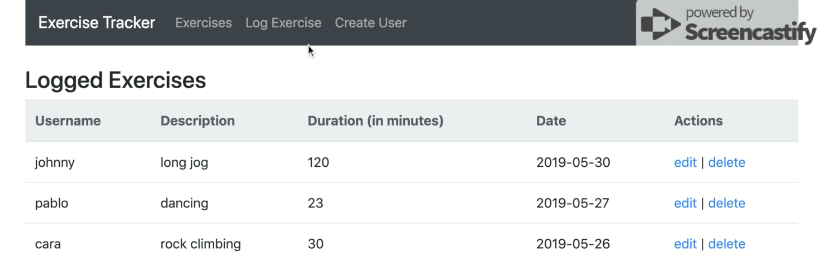 Exercise Tracker Exercises Log Exercise Create User
powered by
Screencastify
Logged Exercises
Username Description Duration (in minutes) Date Actions
johnny long jog 120 2019-05-30 edit | delete
pablo dancing 23 2019-05-27 edit | delete
cara rock climbing 30 2019-05-26 edit | delete